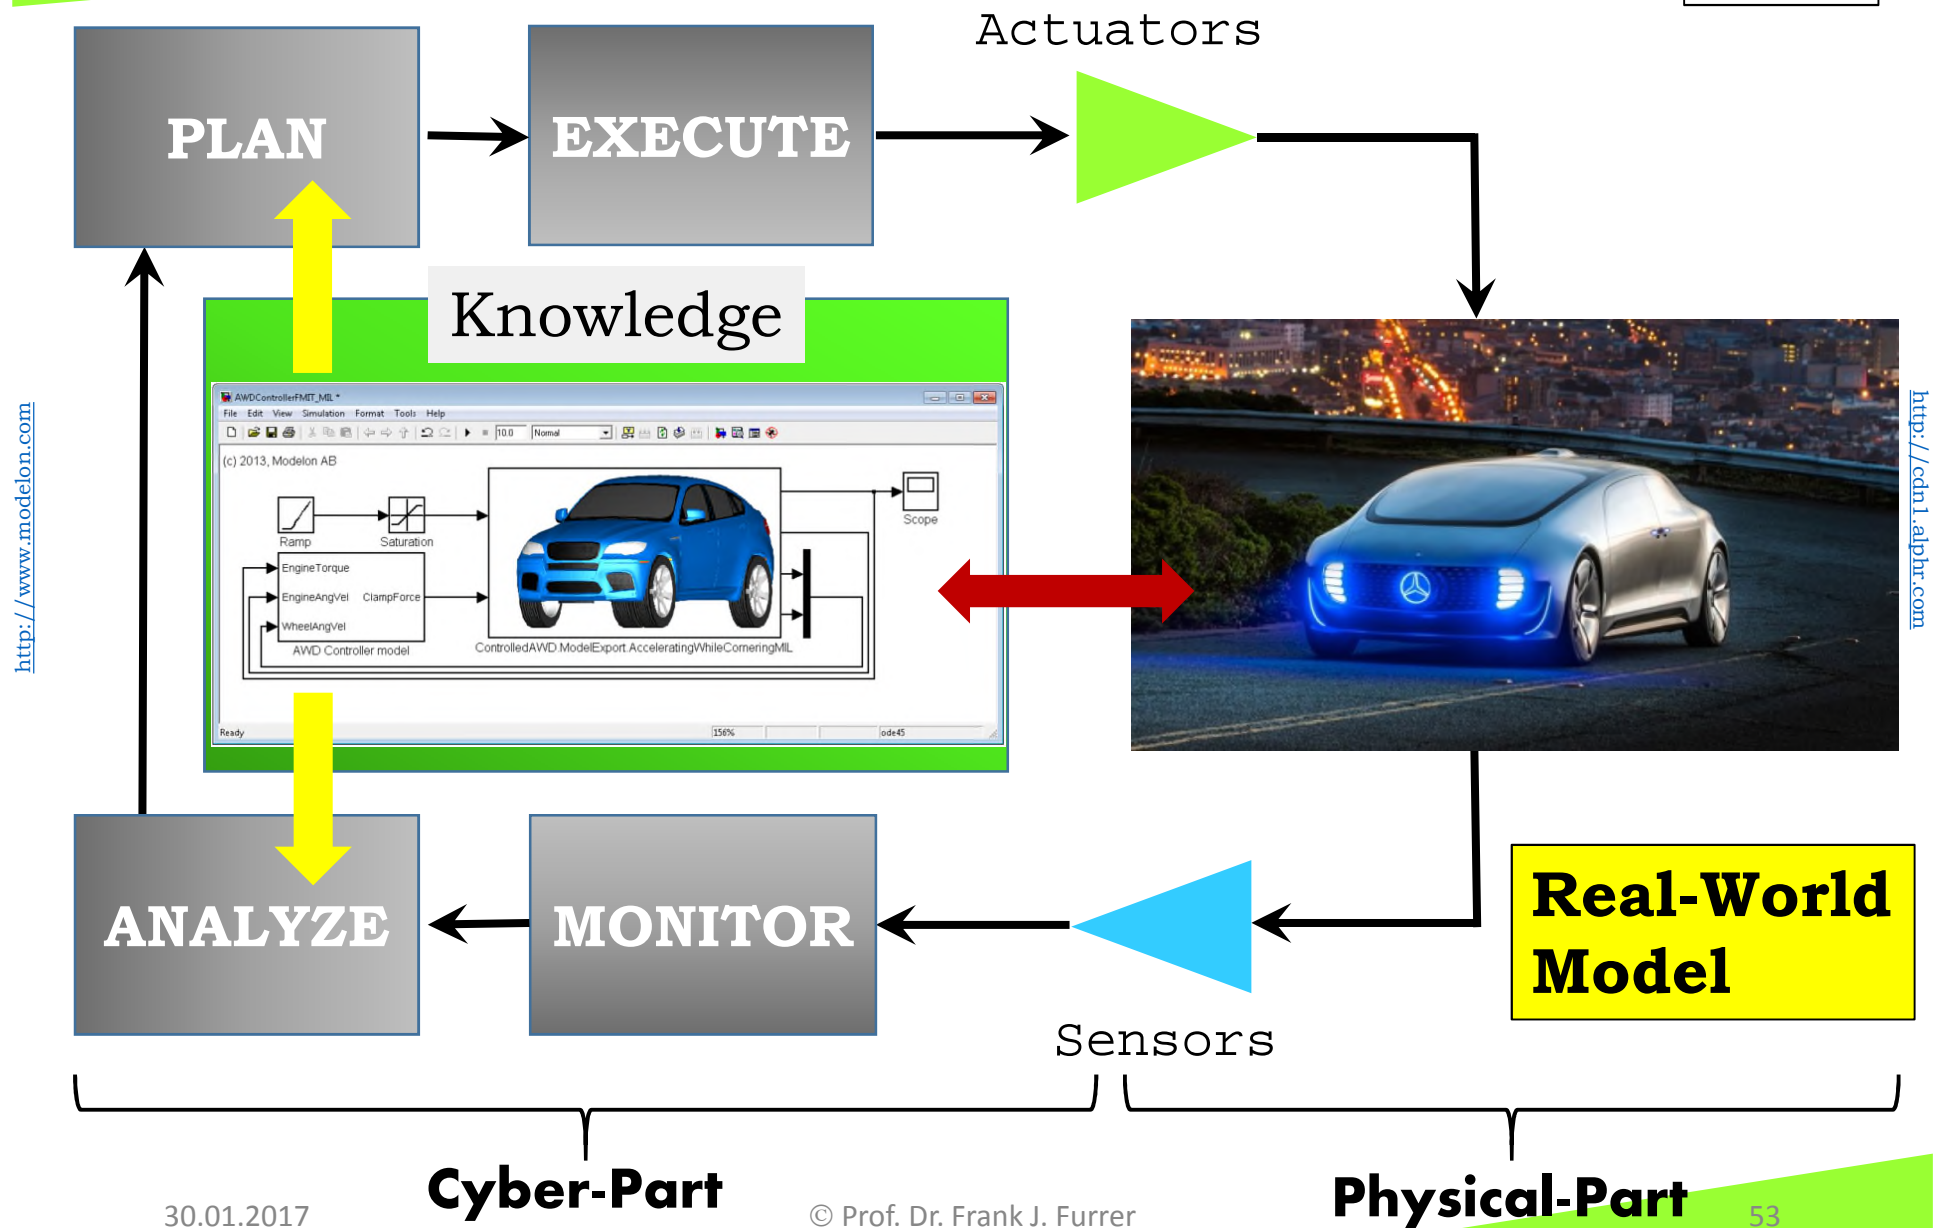 Actuators
PLAN
EXECUTE
Knowledge
http://www.modelon.com
AWDControllerFMIT_MIL *
File Edit View Simulation Format Tools Help
10.0 Normal
(c) 2013, Modelon AB
Ramp
Saturation
Scope
EngineTorque
EngineAngVel ClampForce
WheelAngVel
AWD Controller model
ControlledAWD.ModelExport.AcceleratingWhileCorneringMIL
Ready 156% ode45
http://cdn1.alphr.com
ANALYZE
MONITOR
Sensors
Real-World
Model
Cyber-Part
Physical-Part
30.01.2017
© Prof. Dr. Frank J. Furrer
53